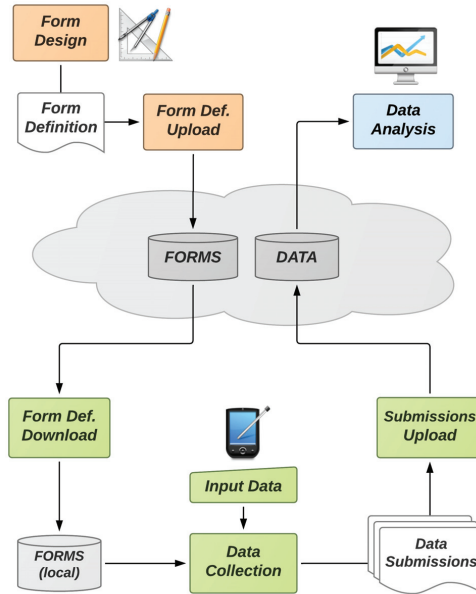 Form
Design
Form
Definition
Form Def.
Upload
Data
Analysis
FORMS
DATA
Form Def.
Download
Submissions
Upload
Input Data
FORMS
(local)
Data
Collection
Data
Submissions